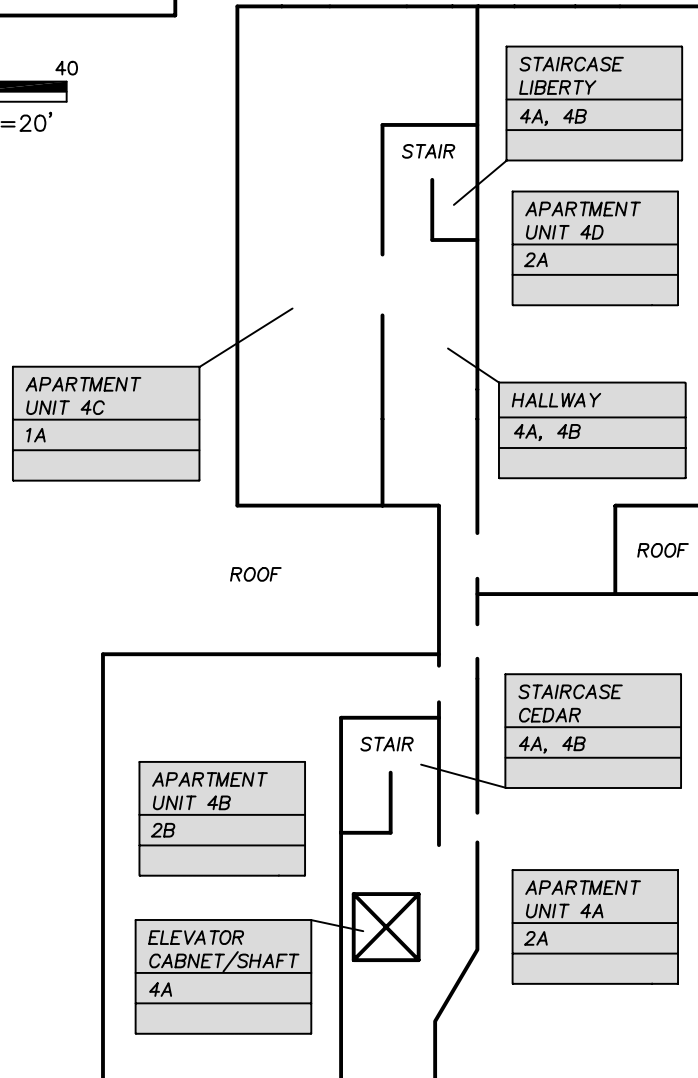 40
=20'
STAIRCASE
LIBERTY
4A, 4B
STAIR
APARTMENT
UNIT 4D
2A
APARTMENT
UNIT 4C
1A
HALLWAY
4A, 4B
ROOF
ROOF
STAIRCASE
CEDAR
4A, 4B
STAIR
APARTMENT
UNIT 4B
2B
APARTMENT
UNIT 4A
2A
ELEVATOR
CABNET/SHAFT
4A